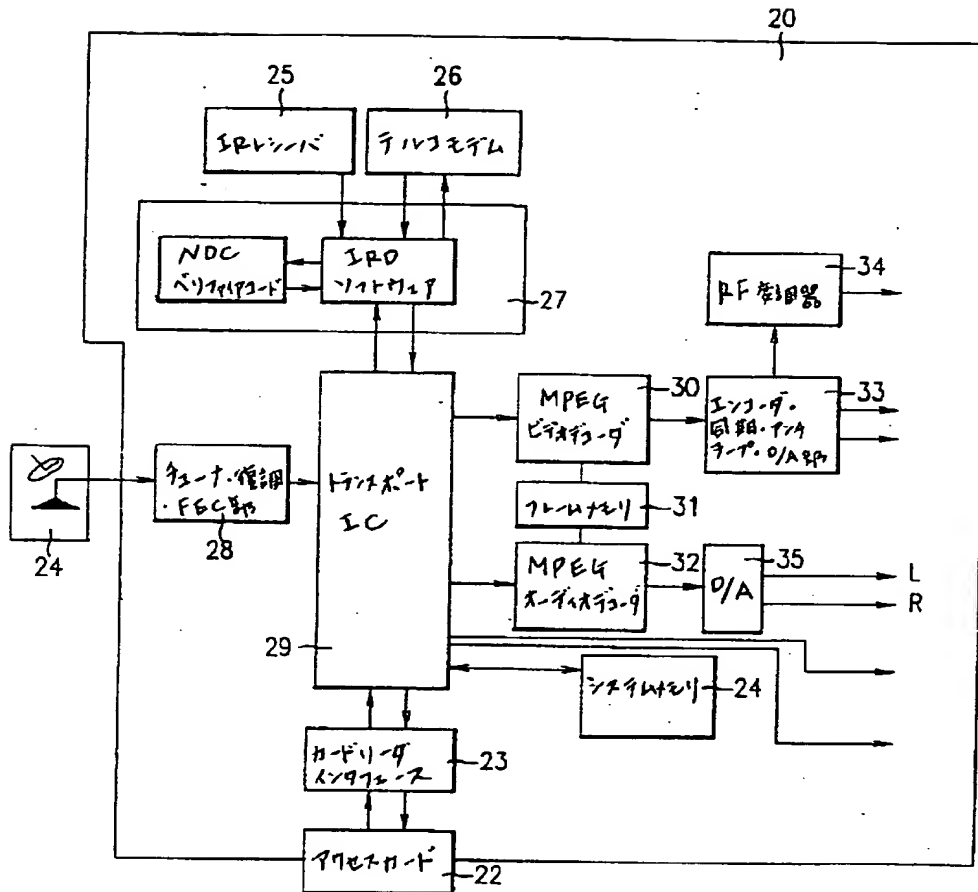 20
25
26
IRレシーバ
テルコモデム
NDC
ベリファイアコード
IRD
ソフトウェア
27
34
RF変調器
24
チューナ・復調
・FEC部
28
トランスポート
IC
29
MPEG
ビデオデコーダ
30
エンコーダ・
同期・アンチ
テープ・D/A部
33
フレームメモリ
31
MPEG
オーディオデコーダ
32
D/A
35
L
R
システムメモリ
24
カードリーダ
インタフェース
23
アクセスカード
22